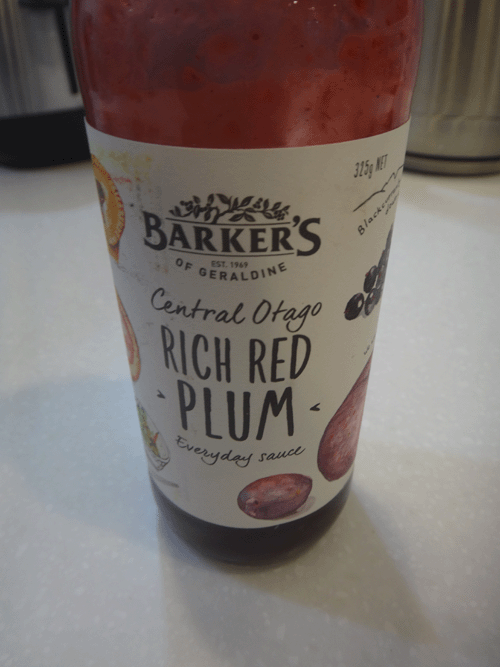 325g NET
BARKER'S
EST. 1969
OF GERALDINE
Central Otago
RICH RED
PLUM
Everyday sauce